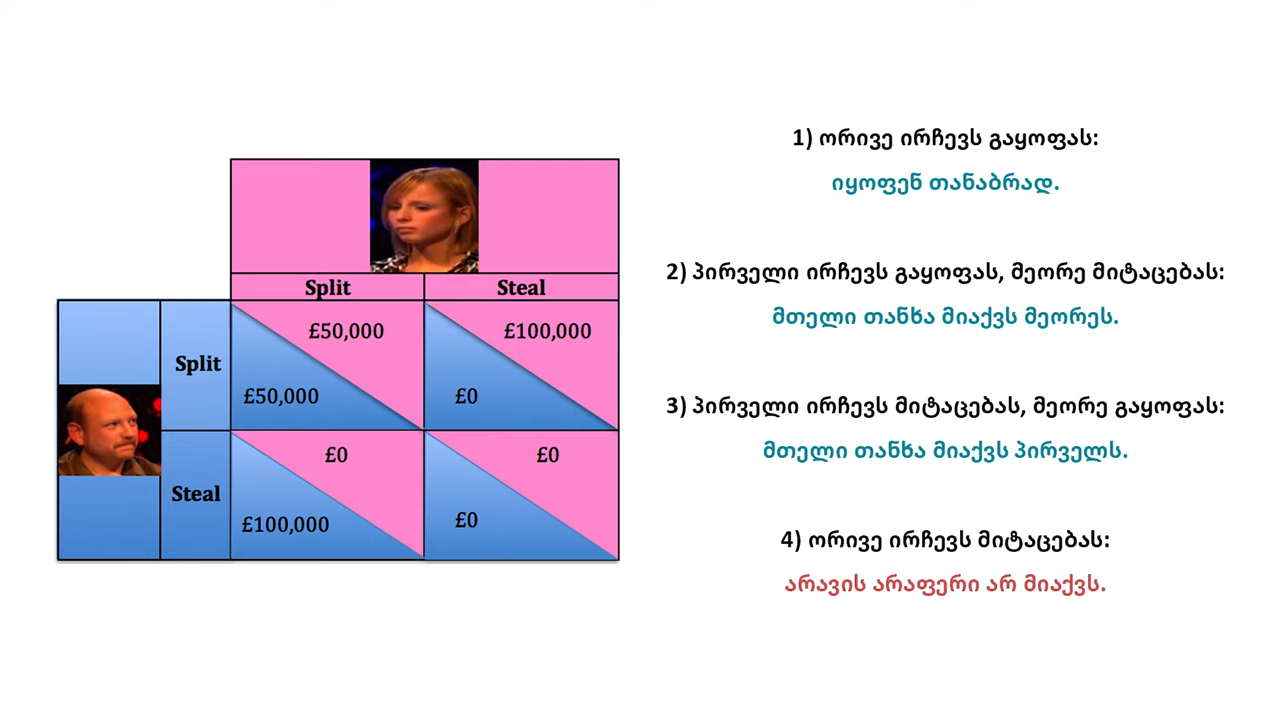 Split
Steal
Split
£50,000
£50,000
£100,000
£0
Steal
£0
£100,000
£0
£0
1) ორივე ირჩევს გაყოფას:
იყოფენ თანაბრად.
2) პირველი ირჩევს გაყოფას, მეორე მიტაცებას:
მთელი თანხა მიაქვს მეორეს.
3) პირველი ირჩევს მიტაცებას, მეორე გაყოფას:
მთელი თანხა მიაქვს პირველს.
4) ორივე ირჩევს მიტაცებას:
არავის არაფერი არ მიაქვს.